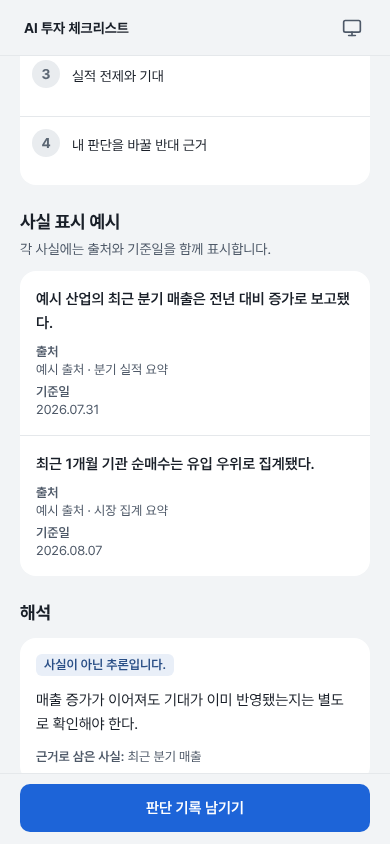 AI 투자 체크리스트
3 실적 전제와 기대
4 내 판단을 바꿀 반대 근거
사실 표시 예시
각 사실에는 출처와 기준일을 함께 표시합니다.
예시 산업의 최근 분기 매출은 전년 대비 증가로 보고됐
다.
출처
예시 출처 · 분기 실적 요약
기준일
2026.07.31
최근 1개월 기관 순매수는 유입 우위로 집계됐다.
출처
예시 출처 · 시장 집계 요약
기준일
2026.08.07
해석
사실이 아닌 추론입니다.
매출 증가가 이어져도 기대가 이미 반영됐는지는 별도
로 확인해야 한다.
근거로 삼은 사실: 최근 분기 매출
판단 기록 남기기